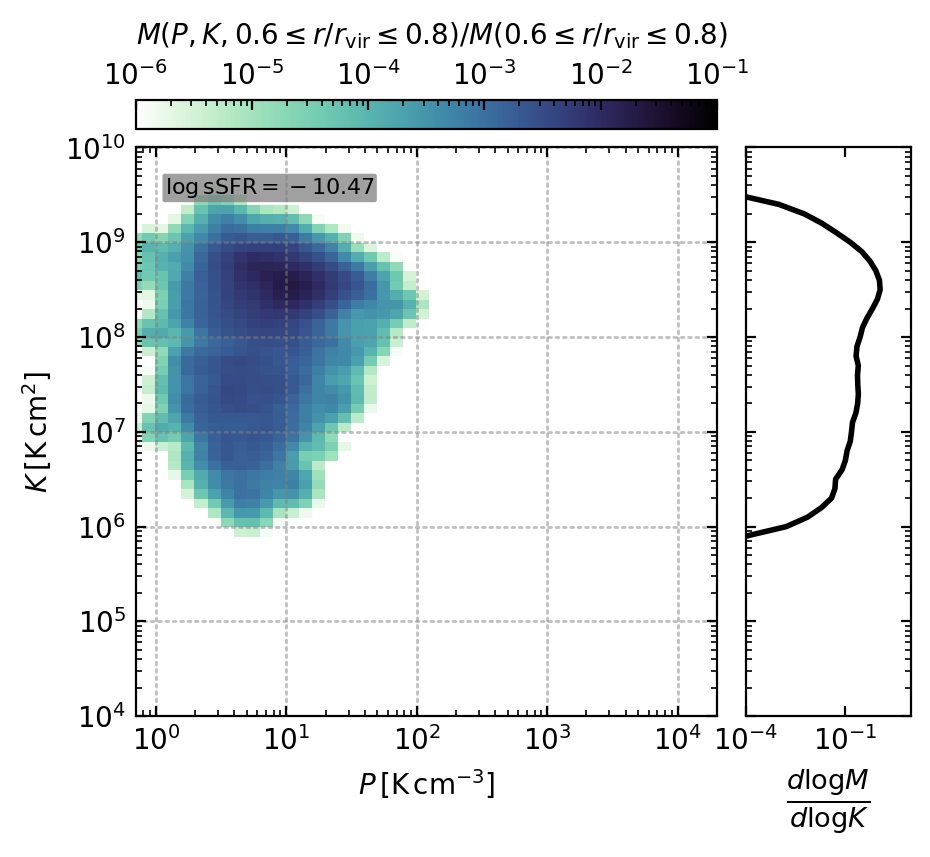 M(P, K, 0.6 ≤ r/r_vir ≤ 0.8)/M(0.6 ≤ r/r_vir ≤ 0.8)
10^−6 10^−5 10^−4 10^−3 10^−2 10^−1
10^10
log sSFR = −10.47
10^9
10^8
10^7
K [K cm^2]
10^6
10^5
10^4
10^0 10^1 10^2 10^3 10^4 10^−4 10^−1
P [K cm^−3]
dlogM
dlogK